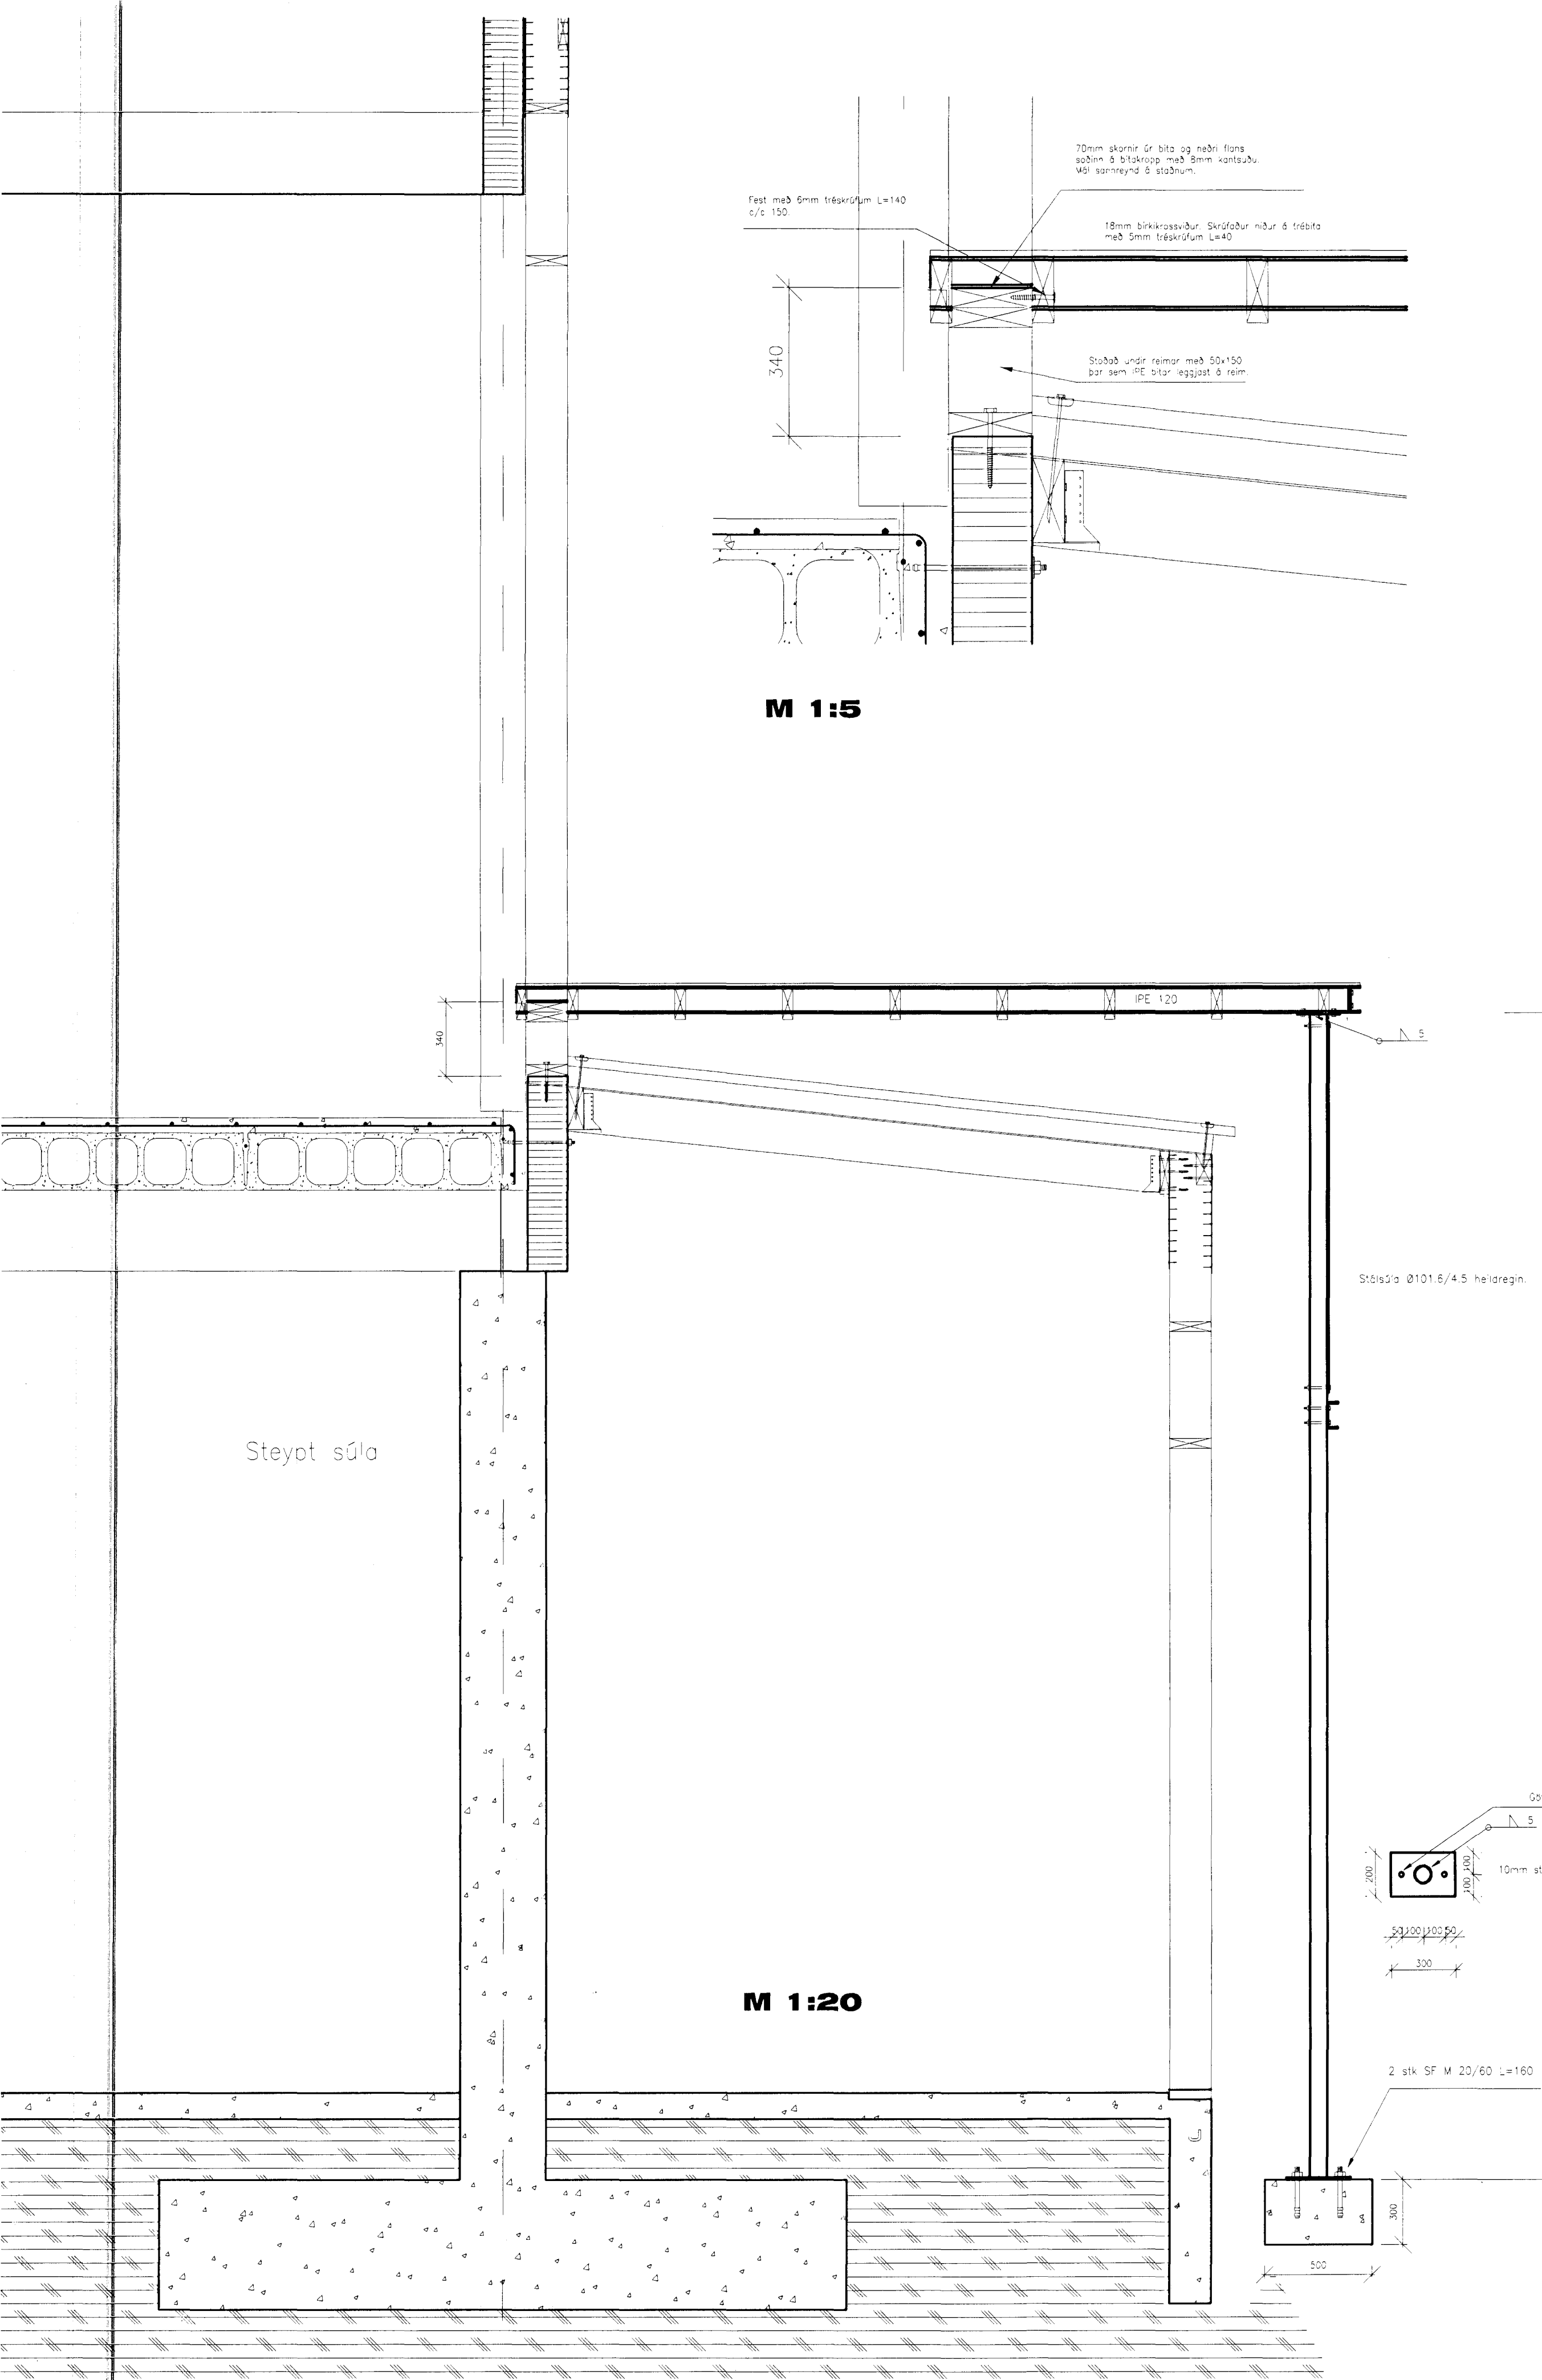 70mm skornir úr bita og neðri flans
soðinn á bitakropp með 8mm kantsuðu.
Mál sannreynd á staðnum.
Fest með 6mm tréskrúfum L=140
c/c 150.
18mm birkikrossviður. Skrúfaður niður á trébita
með 5mm tréskrúfum L=40
340
Stoðað undir reimar með 50x150
þar sem IPE bitar leggjast á reim.
M 1:5
IPE 120
340
5
Stálsúla Ø101.6/4.5 heildregin.
Steypt súla
5
200
100 100
10mm
50 100 100 50
300
M 1:20
2 stk SF M 20/60 L=160
300
500